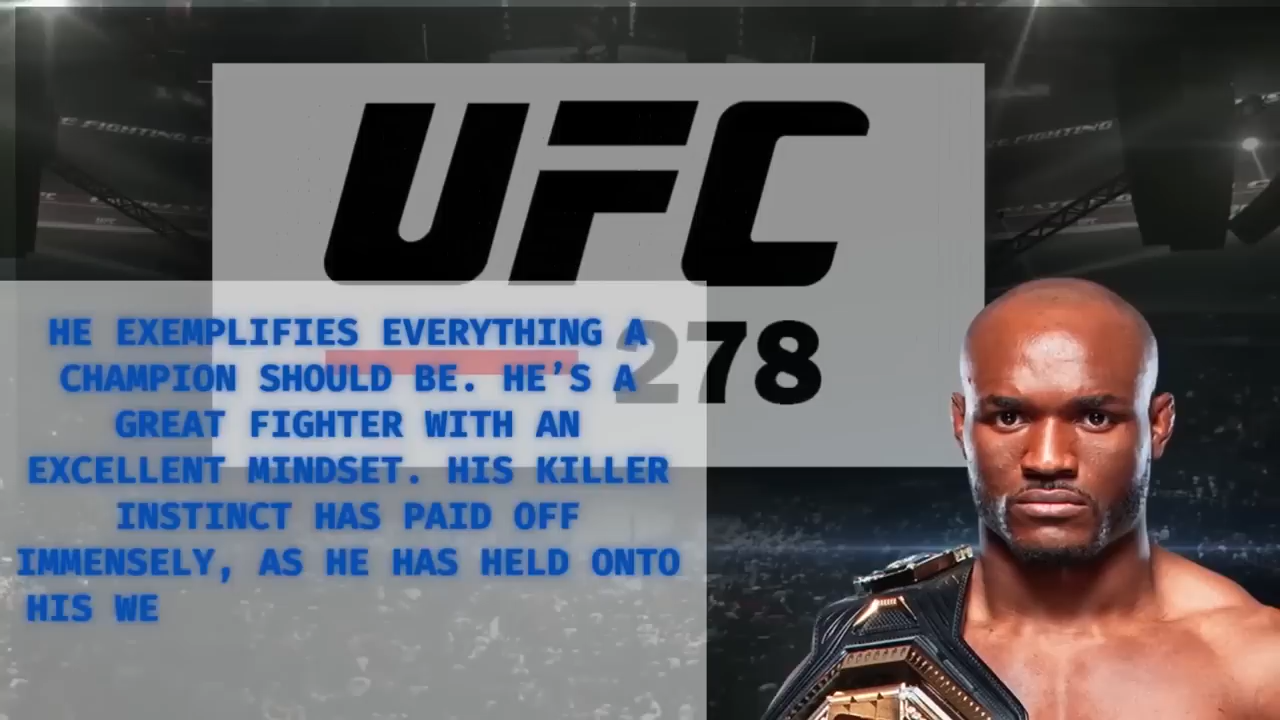 UFC
278
HE EXEMPLIFIES EVERYTHING A
CHAMPION SHOULD BE. HE'S A
GREAT FIGHTER WITH AN
EXCELLENT MINDSET. HIS KILLER
INSTINCT HAS PAID OFF
IMMENSELY, AS HE HAS HELD ONTO
HIS WE